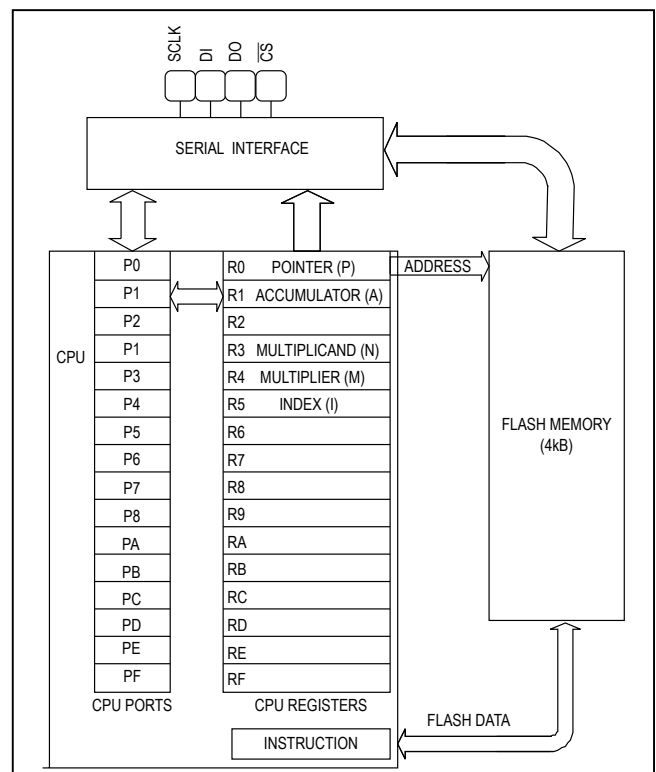 SCLK
DI
DO
CS
SERIAL INTERFACE
CPU
P0
P1
P2
P1
P3
P4
P5
P6
P7
P8
PA
PB
PC
PD
PE
PF
CPU PORTS
R0 POINTER (P)
R1 ACCUMULATOR (A)
R2
R3 MULTIPLICAND (N)
R4 MULTIPLIER (M)
R5 INDEX (I)
R6
R7
R8
R9
RA
RB
RC
RD
RE
RF
CPU REGISTERS
INSTRUCTION
ADDRESS
FLASH MEMORY
(4kB)
FLASH DATA